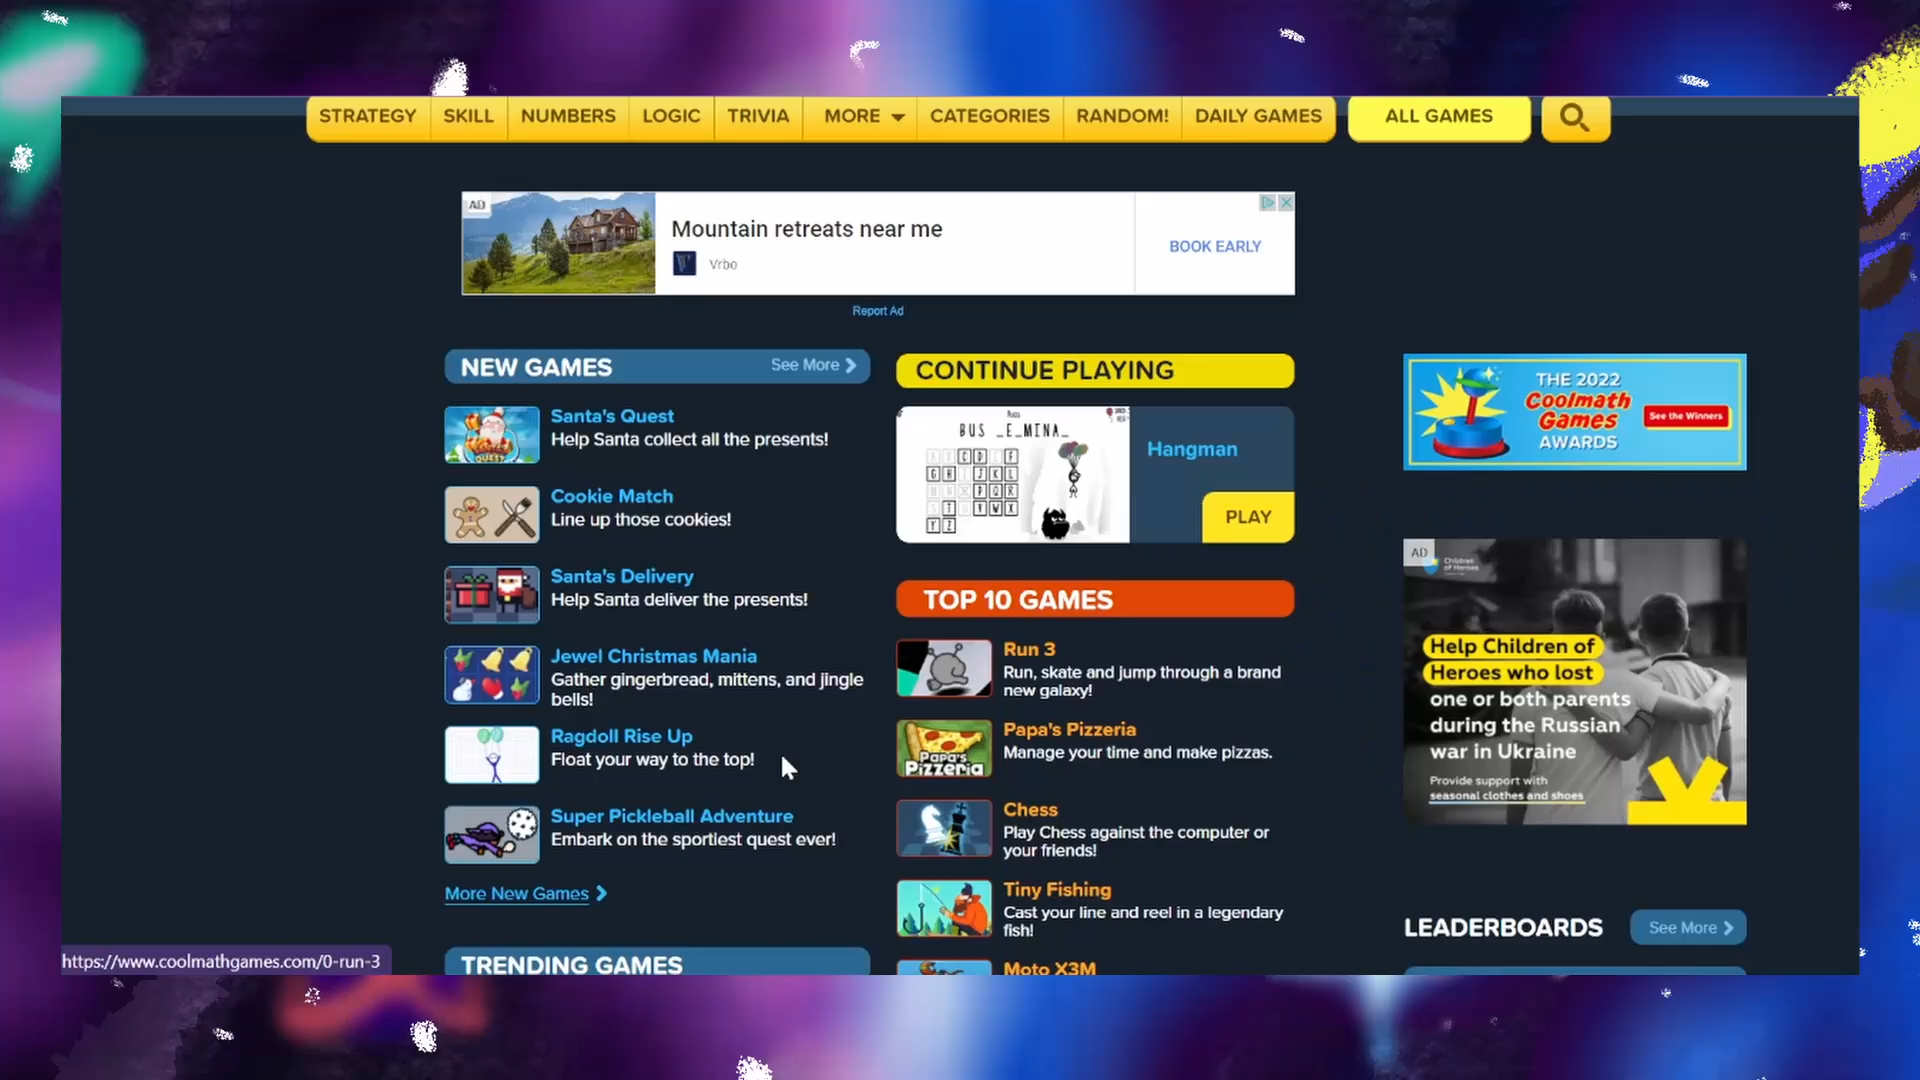 STRATEGY SKILL NUMBERS LOGIC TRIVIA MORE CATEGORIES RANDOM! DAILY GAMES ALL GAMES
AD
Mountain retreats near me
Vrbo
BOOK EARLY
Report Ad
NEW GAMES See More
Santa's Quest
Help Santa collect all the presents!
Cookie Match
Line up those cookies!
Santa's Delivery
Help Santa deliver the presents!
Jewel Christmas Mania
Gather gingerbread, mittens, and jingle
bells!
Ragdoll Rise Up
Float your way to the top!
Super Pickleball Adventure
Embark on the sportiest quest ever!
More New Games
TRENDING GAMES
CONTINUE PLAYING
BUS _E_MINA_
Hangman
PLAY
TOP 10 GAMES
Run 3
Run, skate and jump through a brand
new galaxy!
Papa's Pizzeria
Manage your time and make pizzas.
Papa's
Pizzeria
Chess
Play Chess against the computer or
your friends!
Tiny Fishing
Cast your line and reel in a legendary
fish!
Moto X3M
THE 2022
Coolmath
Games
AWARDS
See the Winners
AD
Children
of Heroes
Help Children of
Heroes who lost
one or both parents
during the Russian
war in Ukraine
Provide support with
seasonal clothes and shoes
LEADERBOARDS See More
https://www.coolmathgames.com/0-run-3